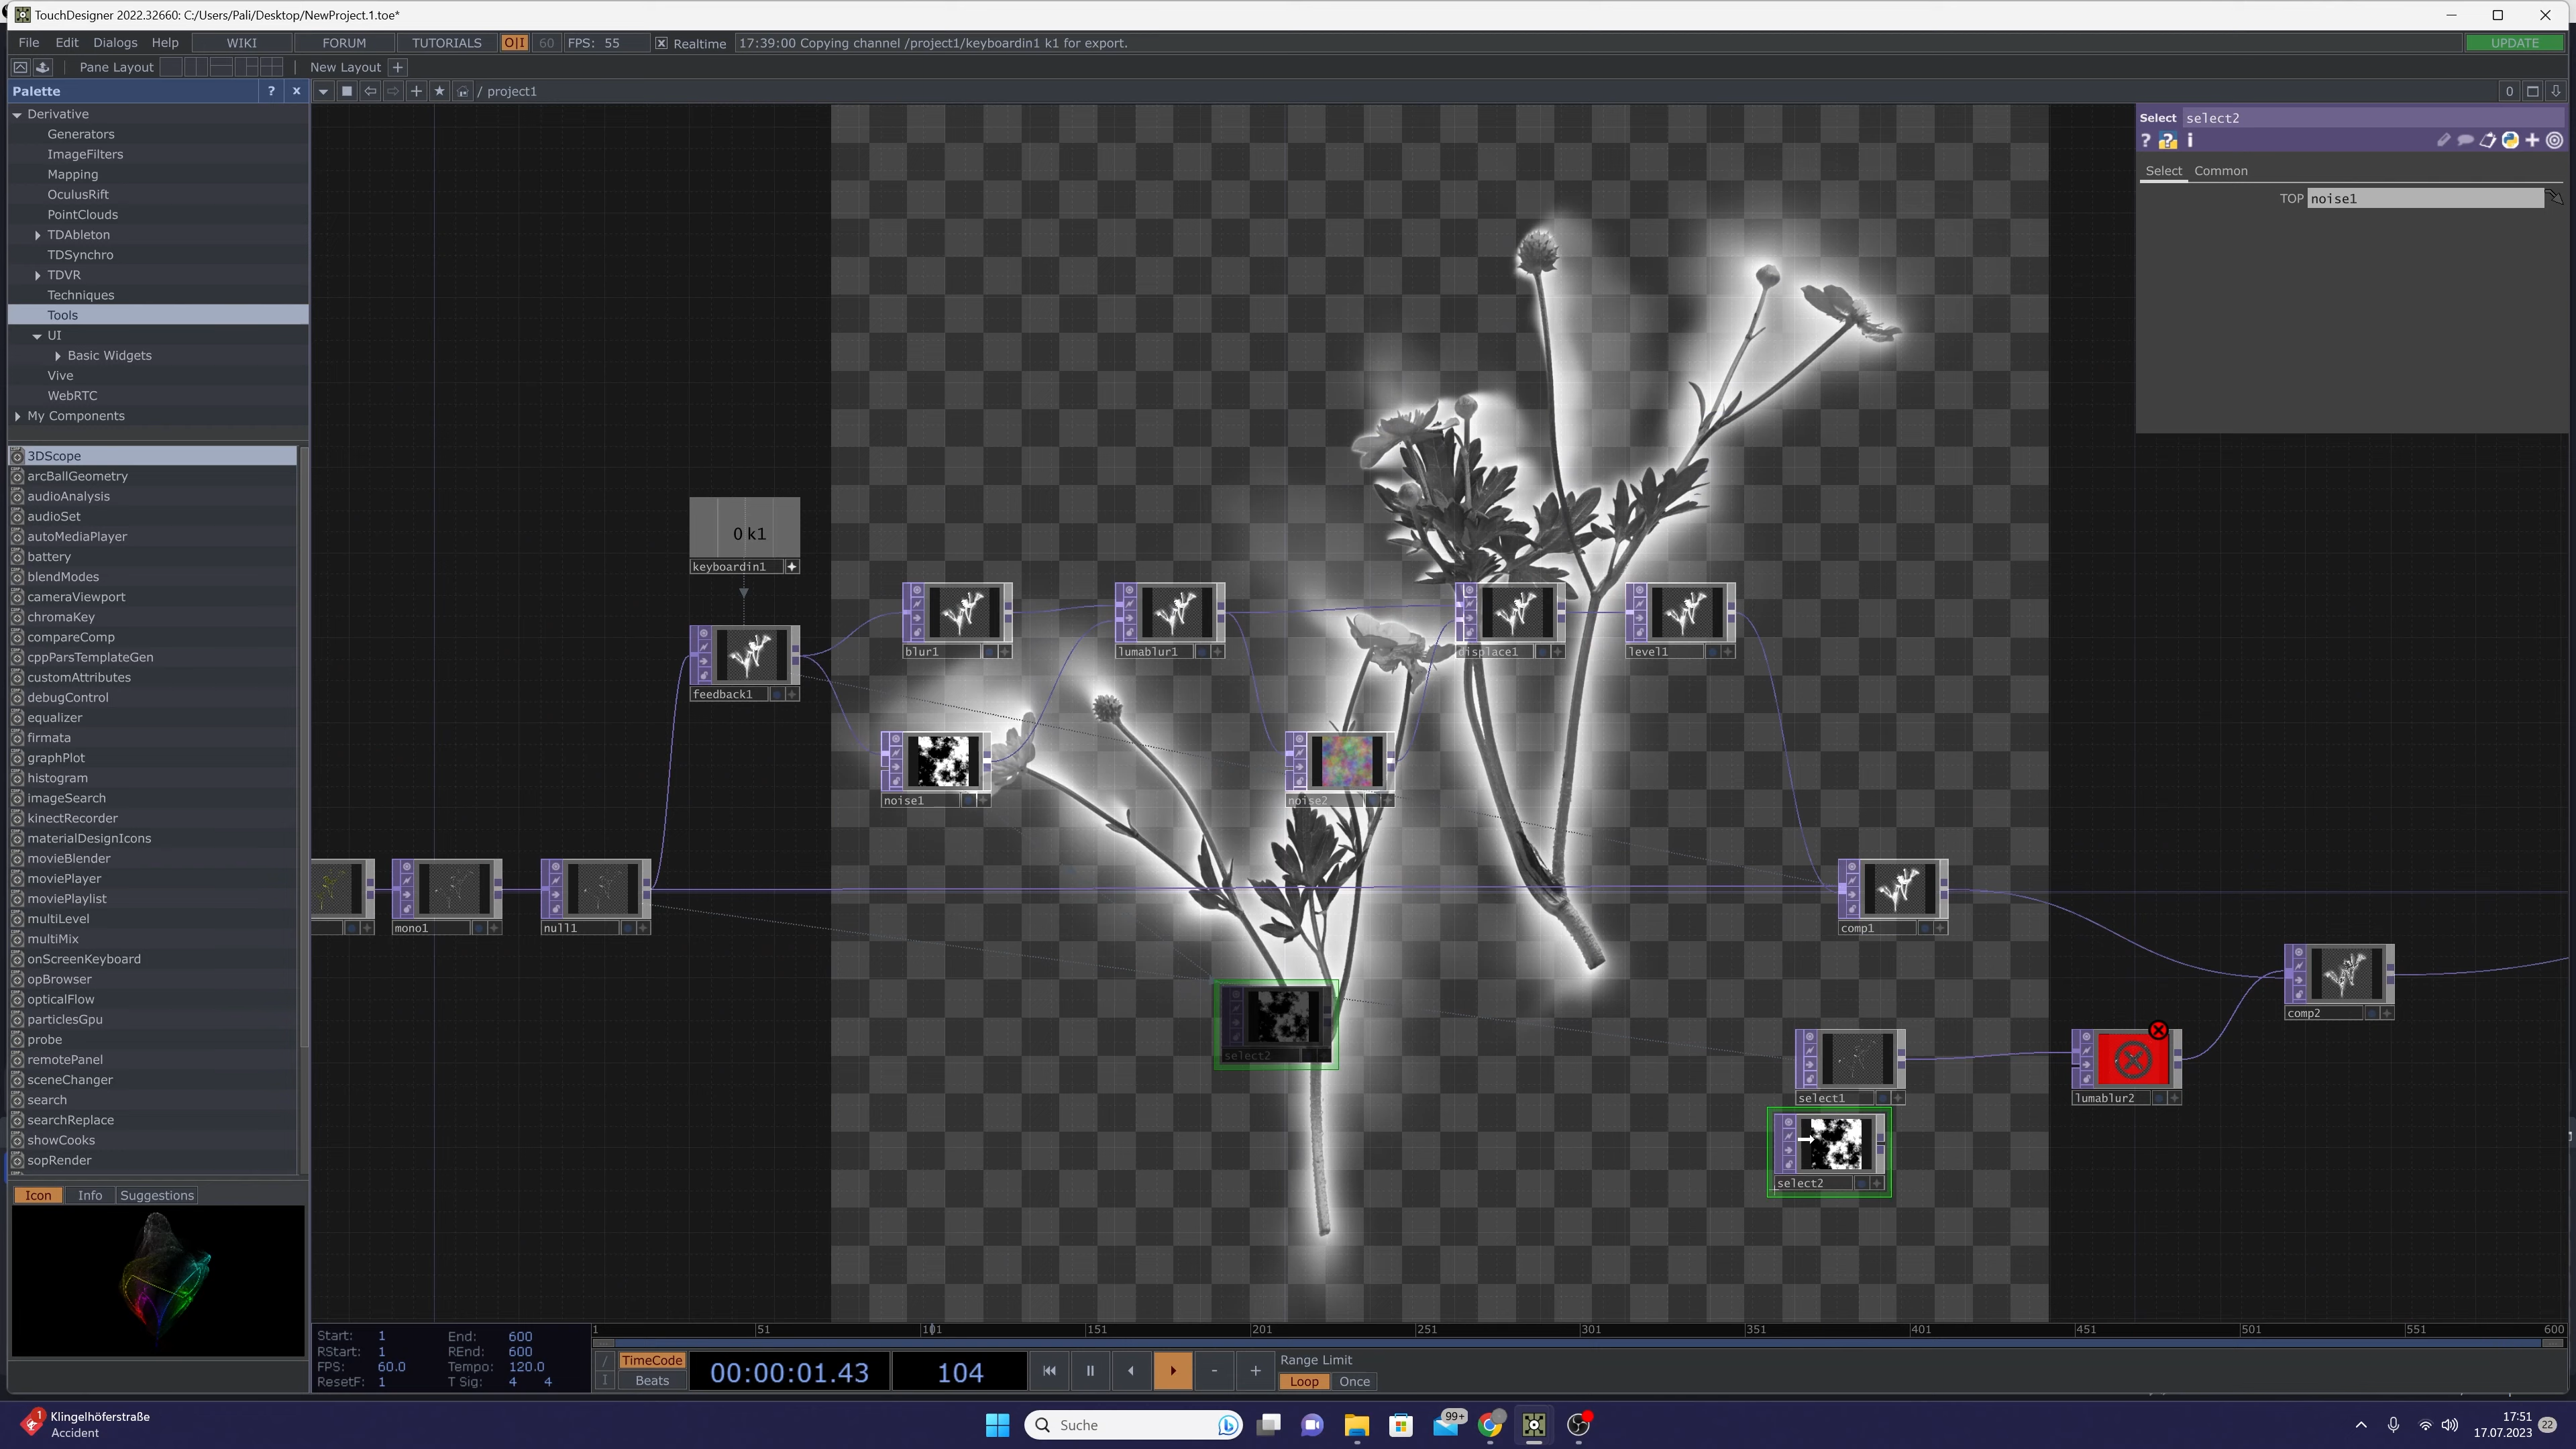 TouchDesigner 2022.32660: C:/Users/Pali/Desktop/NewProject.1.toe*
File Edit Dialogs Help WIKI FORUM TUTORIALS O|I 60 FPS: 55 Realtime 17:39:00 Copying channel /project1/keyboardin1 k1 for export. UPDATE
Pane Layout New Layout +
Palette ? x / project1 0
Derivative
Generators
ImageFilters
Mapping
OculusRift
PointClouds
TDAbleton
TDSynchro
TDVR
Techniques
Tools
UI
Basic Widgets
Vive
WebRTC
My Components
3DScope
arcBallGeometry
audioAnalysis
audioSet
autoMediaPlayer
battery
blendModes
cameraViewport
chromaKey
compareComp
cppParsTemplateGen
customAttributes
debugControl
equalizer
firmata
graphPlot
histogram
imageSearch
kinectRecorder
materialDesignIcons
movieBlender
moviePlayer
moviePlaylist
multiLevel
multiMix
onScreenKeyboard
opBrowser
opticalFlow
particlesGpu
probe
remotePanel
sceneChanger
search
searchReplace
showCooks
sopRender
Icon Info Suggestions
Select select2
? ? i
Select Common
TOP noise1
0 k1
keyboardin1
feedback1
blur1
lumablur1
displace1
level1
noise1
noise2
mono1
null1
comp1
select2
comp2
select1
lumablur2
select2
Start: 1 End: 600
RStart: 1 REnd: 600
FPS: 60.0 Tempo: 120.0
ResetF: 1 T Sig: 4 4
1 51 101 151 201 251 301 351 401 451 501 551 600
TimeCode
Beats
00:00:01.43 104
- +
Range Limit
Loop Once
1 Klingelhöferstraße
Accident
Suche
99+
17:51
17.07.2023
22